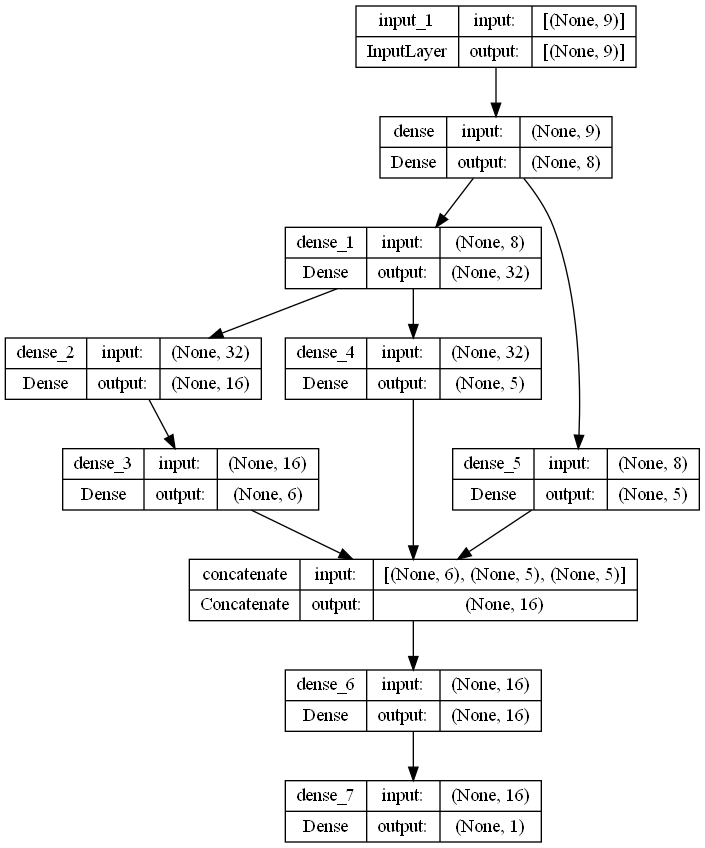 input_1 input: [(None, 9)]
InputLayer output: [(None, 9)]
dense input: (None, 9)
Dense output: (None, 8)
dense_1 input: (None, 8)
Dense output: (None, 32)
dense_2 input: (None, 32)
Dense output: (None, 16)
dense_4 input: (None, 32)
Dense output: (None, 5)
dense_3 input: (None, 16)
Dense output: (None, 6)
dense_5 input: (None, 8)
Dense output: (None, 5)
concatenate input: [(None, 6), (None, 5), (None, 5)]
Concatenate output: (None, 16)
dense_6 input: (None, 16)
Dense output: (None, 16)
dense_7 input: (None, 16)
Dense output: (None, 1)